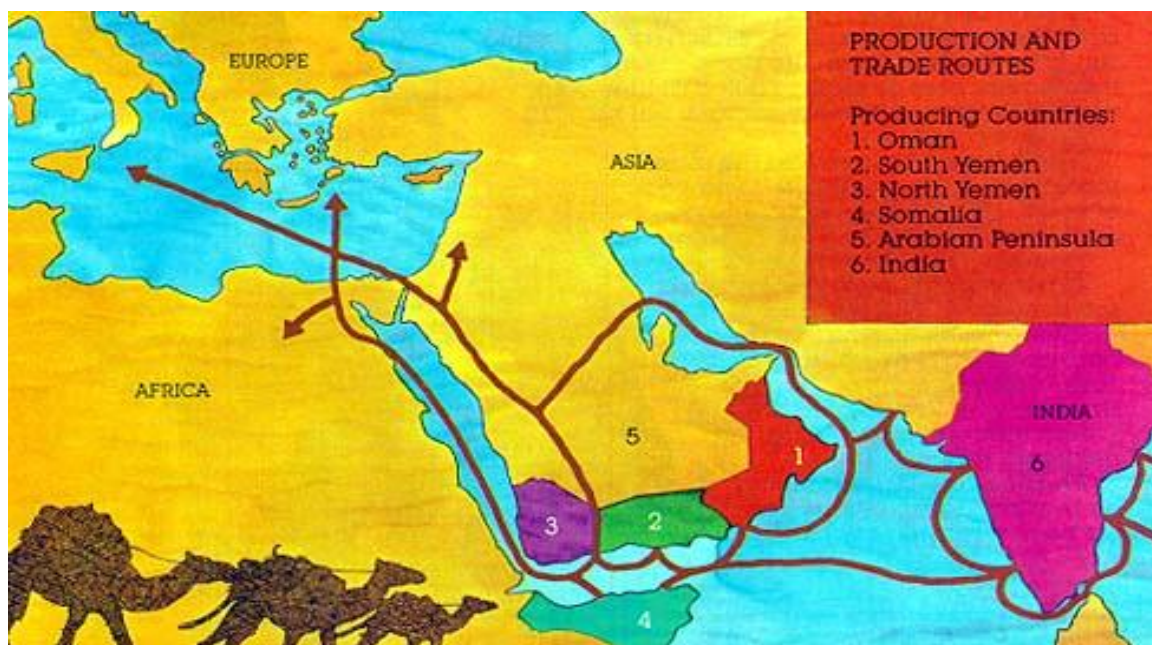 PRODUCTION AND
TRADE ROUTES
Producing Countries:
1. Oman
2. South Yemen
3. North Yemen
4. Somalia
5. Arabian Peninsula
6. India
EUROPE
ASIA
AFRICA
INDIA
5
6
1
3
2
4